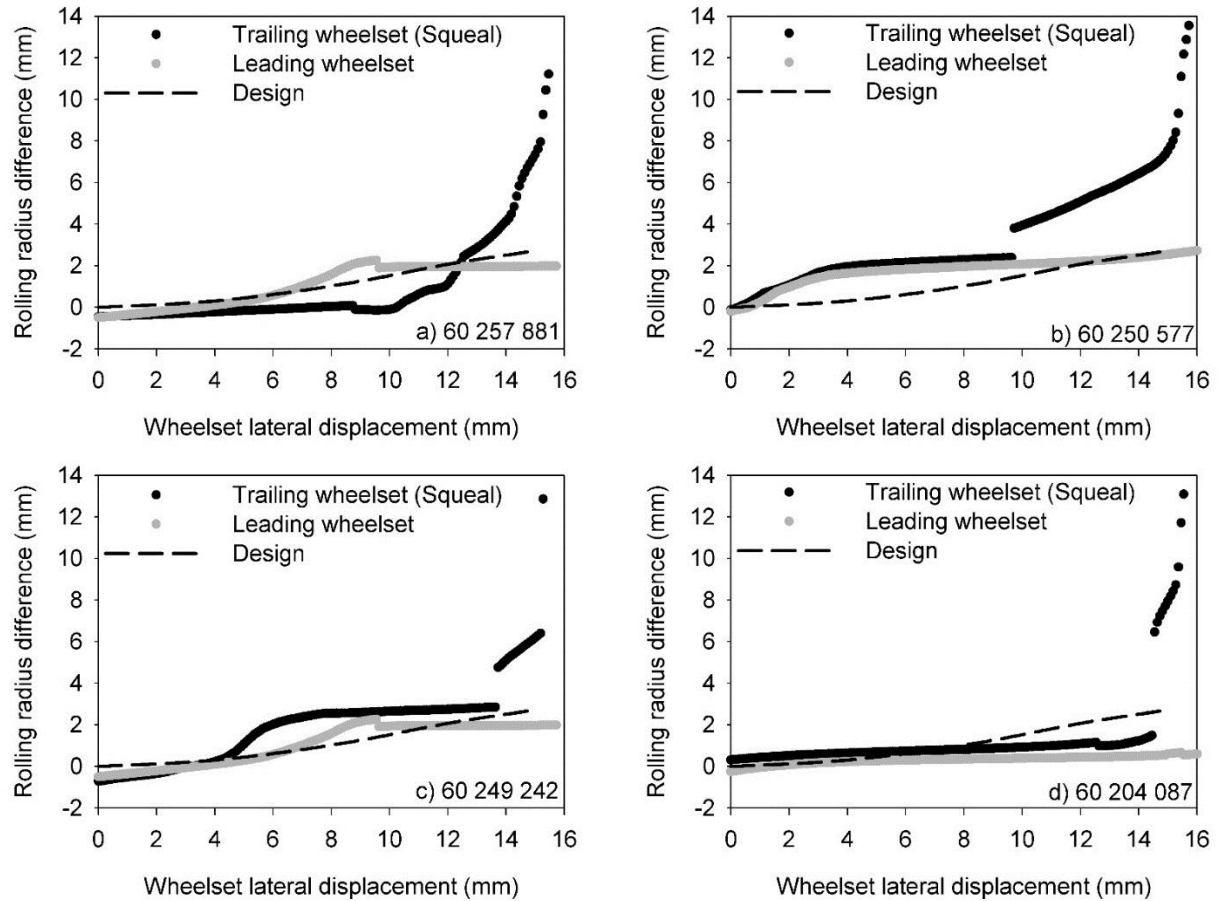 14
12
10
8
6
4
2
0
-2
Rolling radius difference (mm)
Trailing wheelset (Squeal)
Leading wheelset
Design
a) 60 257 881
0 2 4 6 8 10 12 14 16
Wheelset lateral displacement (mm)
14
12
10
8
6
4
2
0
-2
Rolling radius difference (mm)
Trailing wheelset (Squeal)
Leading wheelset
Design
b) 60 250 577
0 2 4 6 8 10 12 14 16
Wheelset lateral displacement (mm)
14
12
10
8
6
4
2
0
-2
Rolling radius difference (mm)
Trailing wheelset (Squeal)
Leading wheelset
Design
c) 60 249 242
0 2 4 6 8 10 12 14 16
Wheelset lateral displacement (mm)
14
12
10
8
6
4
2
0
-2
Rolling radius difference (mm)
Trailing wheelset (Squeal)
Leading wheelset
Design
d) 60 204 087
0 2 4 6 8 10 12 14 16
Wheelset lateral displacement (mm)